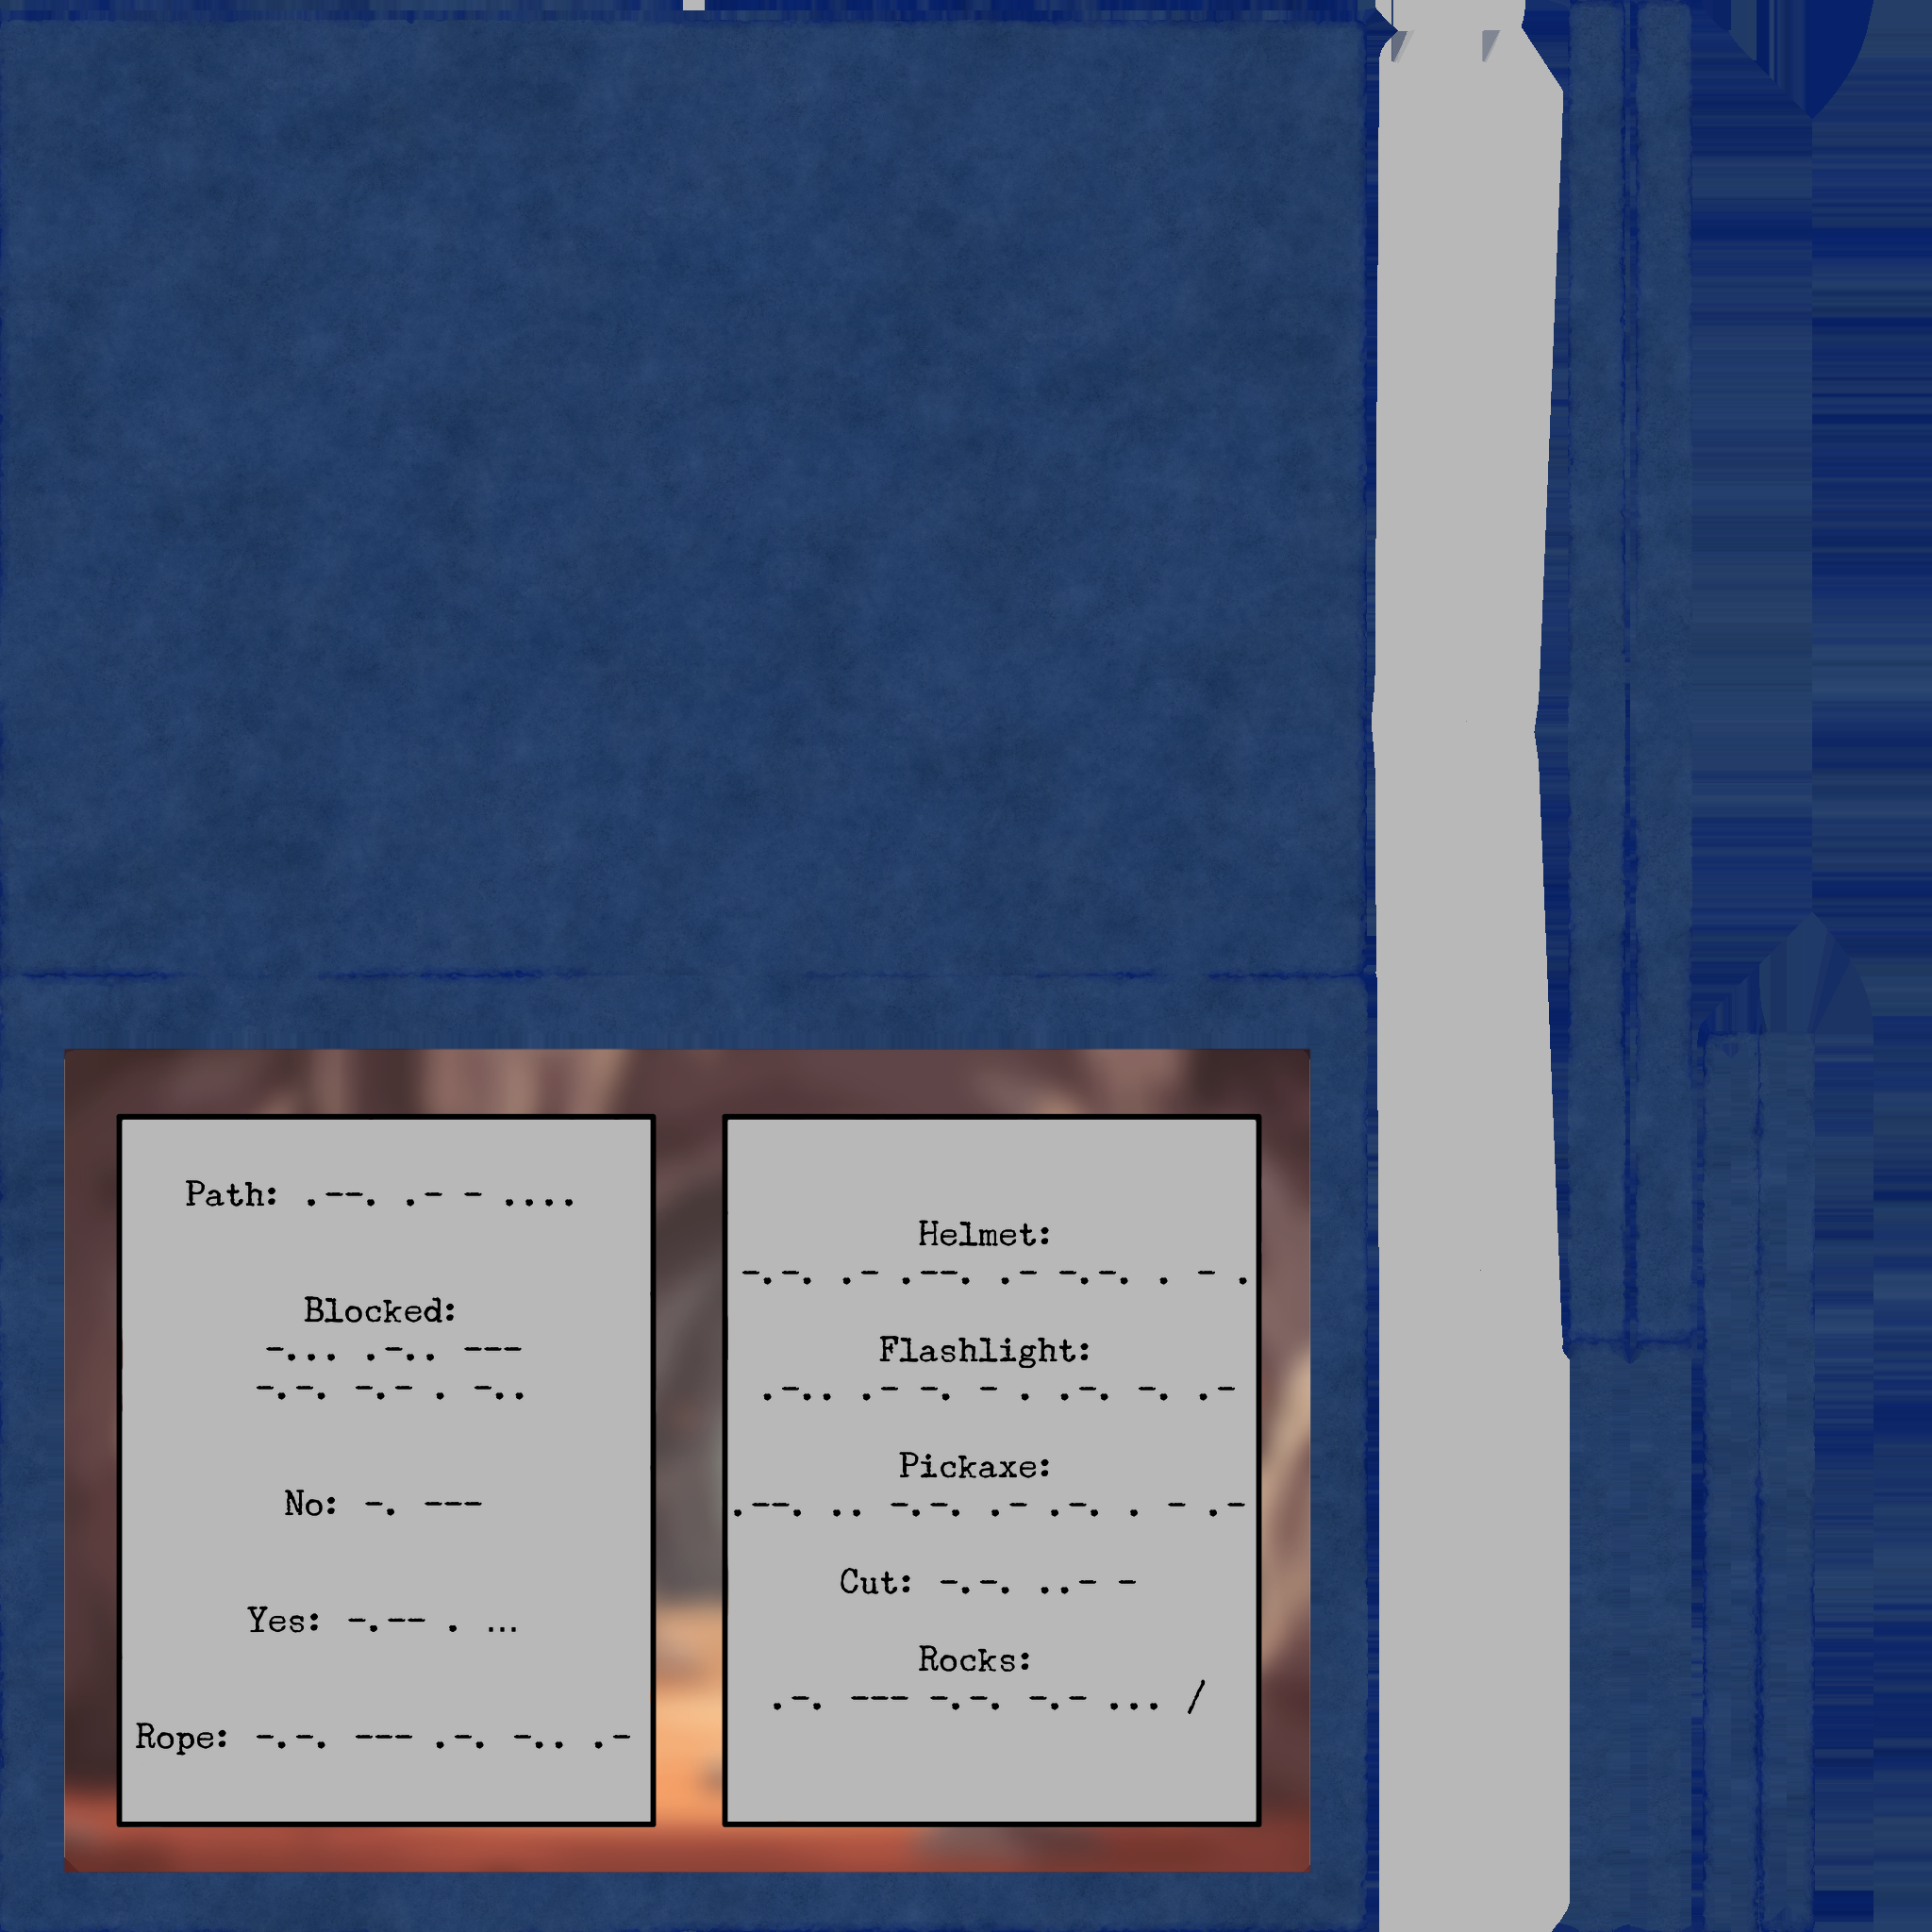 Path: .--. .- - ....
Blocked:
-... .-.. ---
-.-. -.- . -..
No: -. ---
Yes: -.-- . ...
Rope: -.-. --- .-. -.. .-
Helmet:
-.-. .- .--. .- -.-. . - .
Flashlight:
.-.. .- -. - . .-. -. .-
Pickaxe:
.--. .. -.-. .- .-. . - .-
Cut: -.-. ..- -
Rocks:
.-. --- -.-. -.- ... /